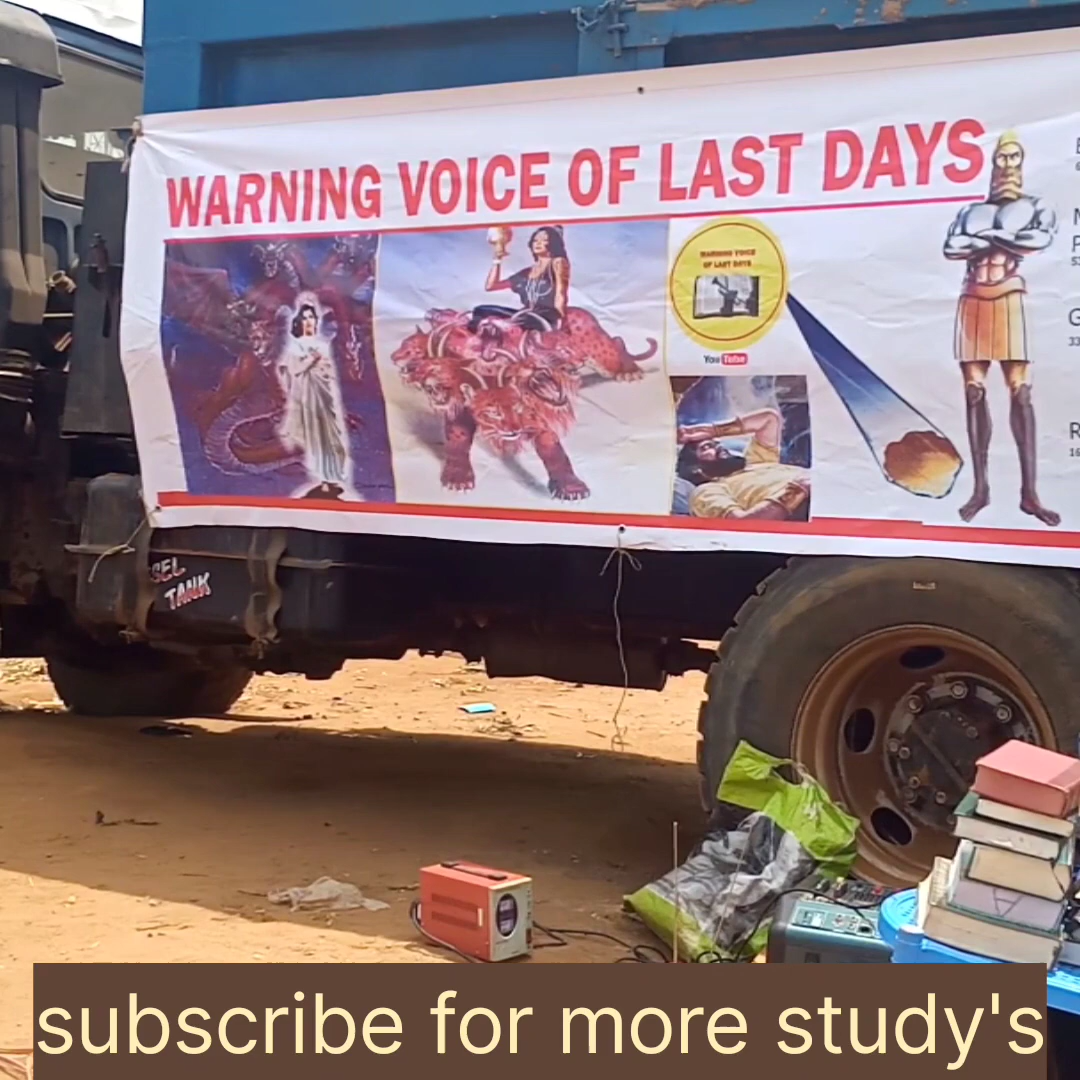 WARNING VOICE OF LAST DAYS
WARNING VOICE
OF LAST DAYS
YouTube
SEL
TANK
subscribe for more study's